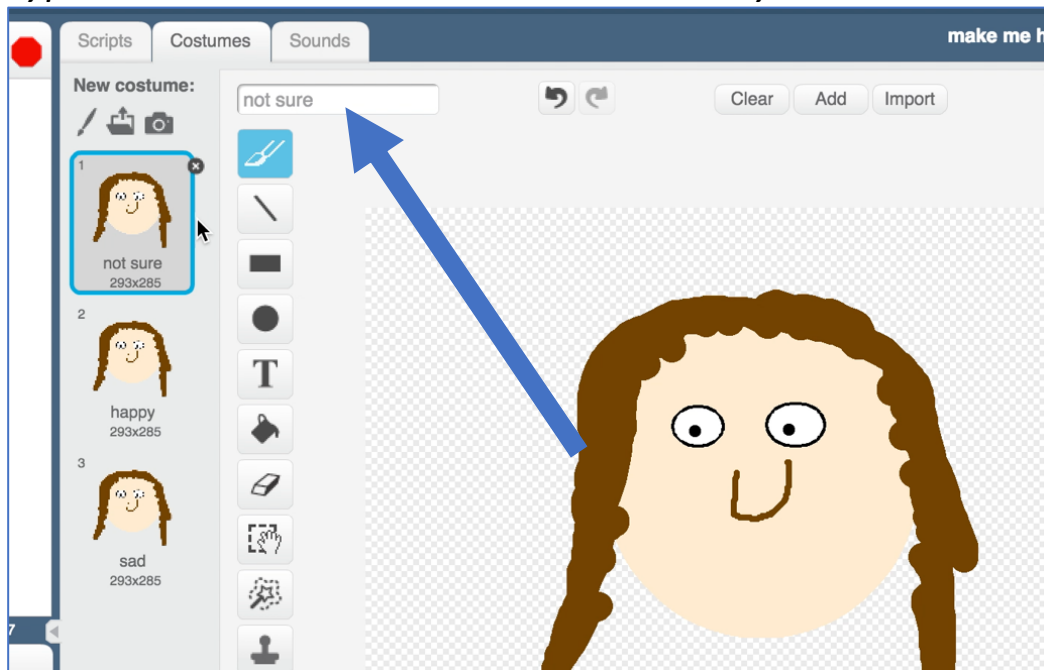 Scripts Costumes Sounds
make me h
New costume:
not sure
Clear Add Import
1
not sure
293x285
2
happy
293x285
3
sad
293x285
T
7